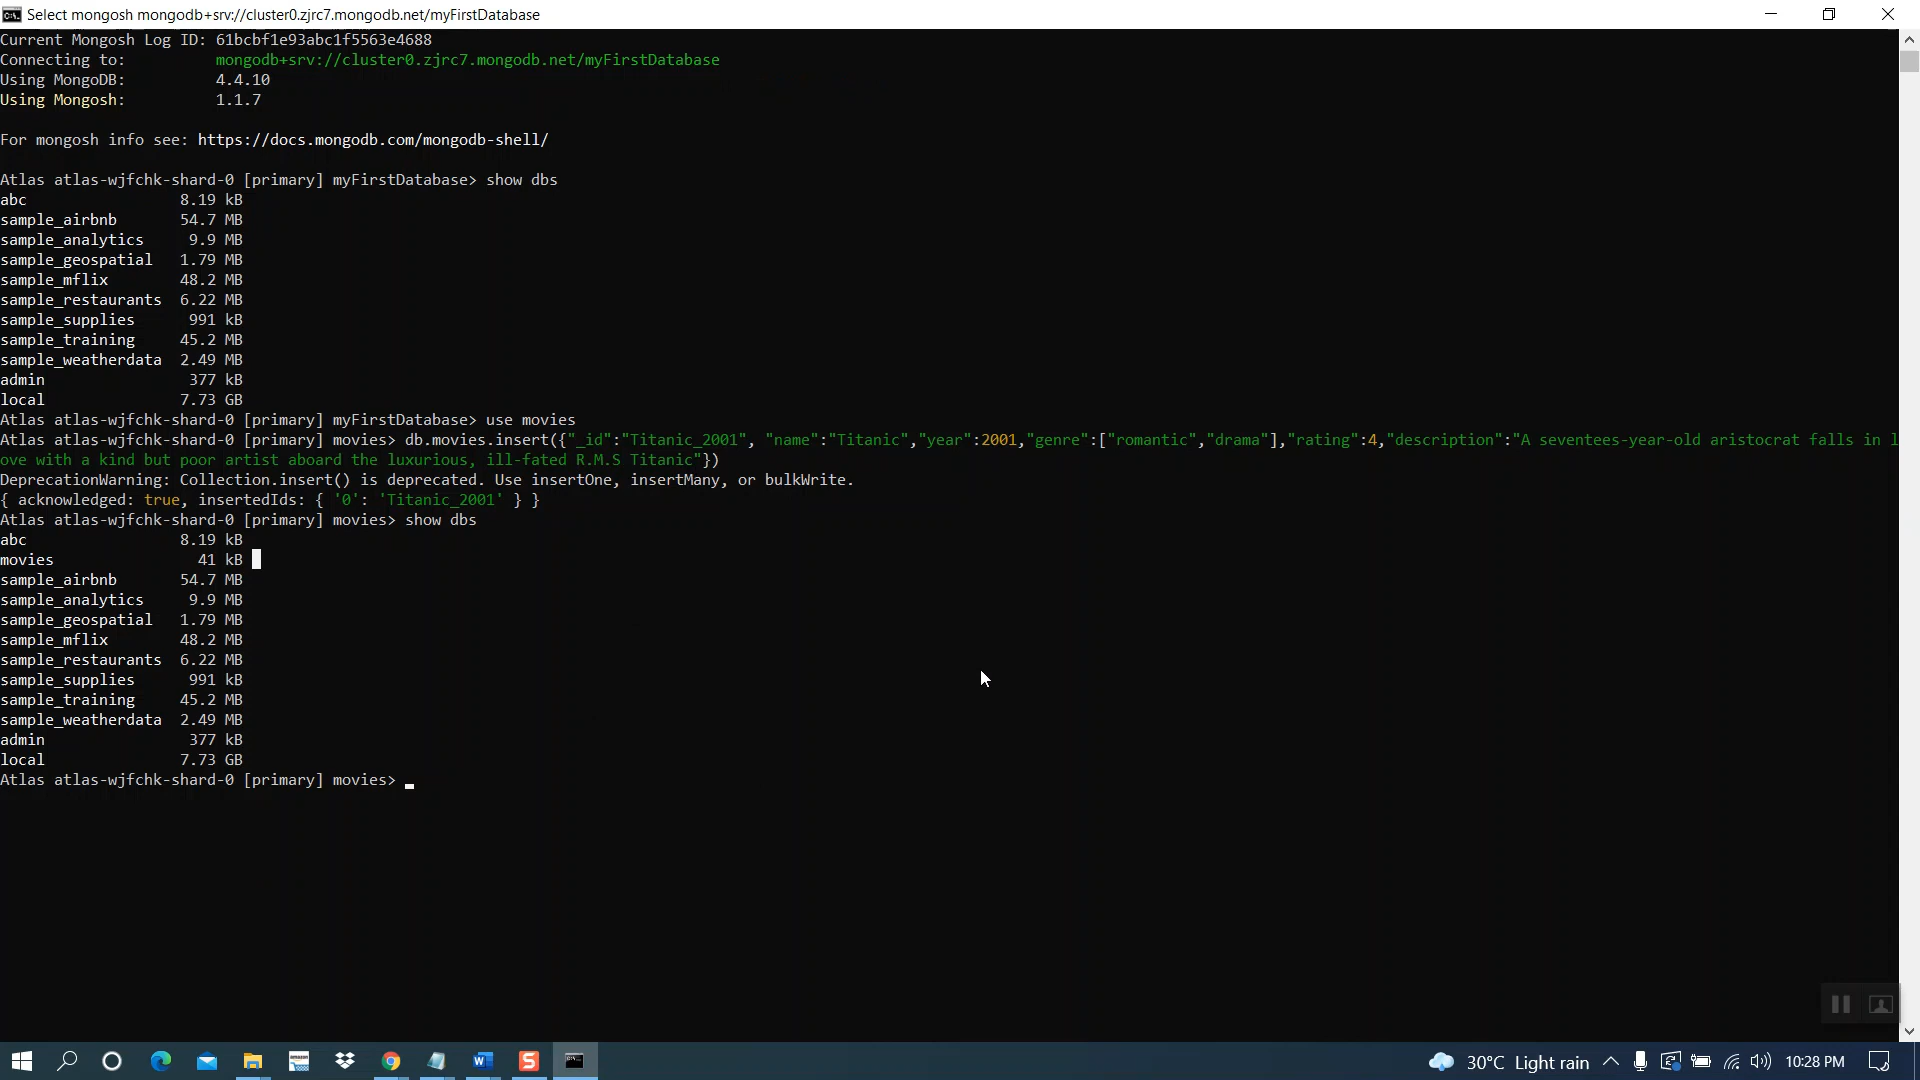 Select mongosh mongodb+srv://cluster0.zjrc7.mongodb.net/myFirstDatabase
Current Mongosh Log ID: 61bcbf1e93abc1f5563e4688
Connecting to: mongodb+srv://cluster0.zjrc7.mongodb.net/myFirstDatabase
Using MongoDB: 4.4.10
Using Mongosh: 1.1.7
For mongosh info see: https://docs.mongodb.com/mongodb-shell/
Atlas atlas-wjfchk-shard-0 [primary] myFirstDatabase> show dbs
abc 8.19 kB
sample_airbnb 54.7 MB
sample_analytics 9.9 MB
sample_geospatial 1.79 MB
sample_mflix 48.2 MB
sample_restaurants 6.22 MB
sample_supplies 991 kB
sample_training 45.2 MB
sample_weatherdata 2.49 MB
admin 377 kB
local 7.73 GB
Atlas atlas-wjfchk-shard-0 [primary] myFirstDatabase> use movies
Atlas atlas-wjfchk-shard-0 [primary] movies> db.movies.insert({"_id":"Titanic_2001", "name":"Titanic","year":2001,"genre":["romantic","drama"],"rating":4,"description":"A seventees-year-old aristocrat falls in l
ove with a kind but poor artist aboard the luxurious, ill-fated R.M.S Titanic"})
DeprecationWarning: Collection.insert() is deprecated. Use insertOne, insertMany, or bulkWrite.
{ acknowledged: true, insertedIds: { '0': 'Titanic_2001' } }
Atlas atlas-wjfchk-shard-0 [primary] movies> show dbs
abc 8.19 kB
movies 41 kB
sample_airbnb 54.7 MB
sample_analytics 9.9 MB
sample_geospatial 1.79 MB
sample_mflix 48.2 MB
sample_restaurants 6.22 MB
sample_supplies 991 kB
sample_training 45.2 MB
sample_weatherdata 2.49 MB
admin 377 kB
local 7.73 GB
Atlas atlas-wjfchk-shard-0 [primary] movies> _
30°C Light rain 10:28 PM